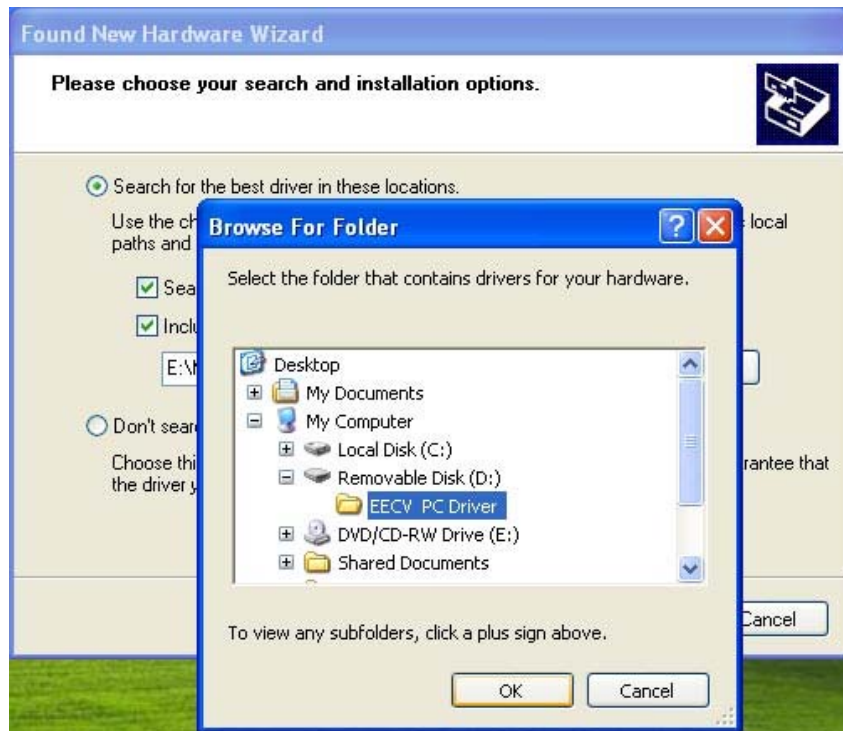 Found New Hardware Wizard
Please choose your search and installation options.
Search for the best driver in these locations.
Use the ch
local
paths and
Sea
Inclu
E:\
Don't sear
Choose thi
rantee that
the driver y
Cancel
Browse For Folder
Select the folder that contains drivers for your hardware.
Desktop
My Documents
My Computer
Local Disk (C:)
Removable Disk (D:)
EECV PC Driver
DVD/CD-RW Drive (E:)
Shared Documents
To view any subfolders, click a plus sign above.
OK
Cancel